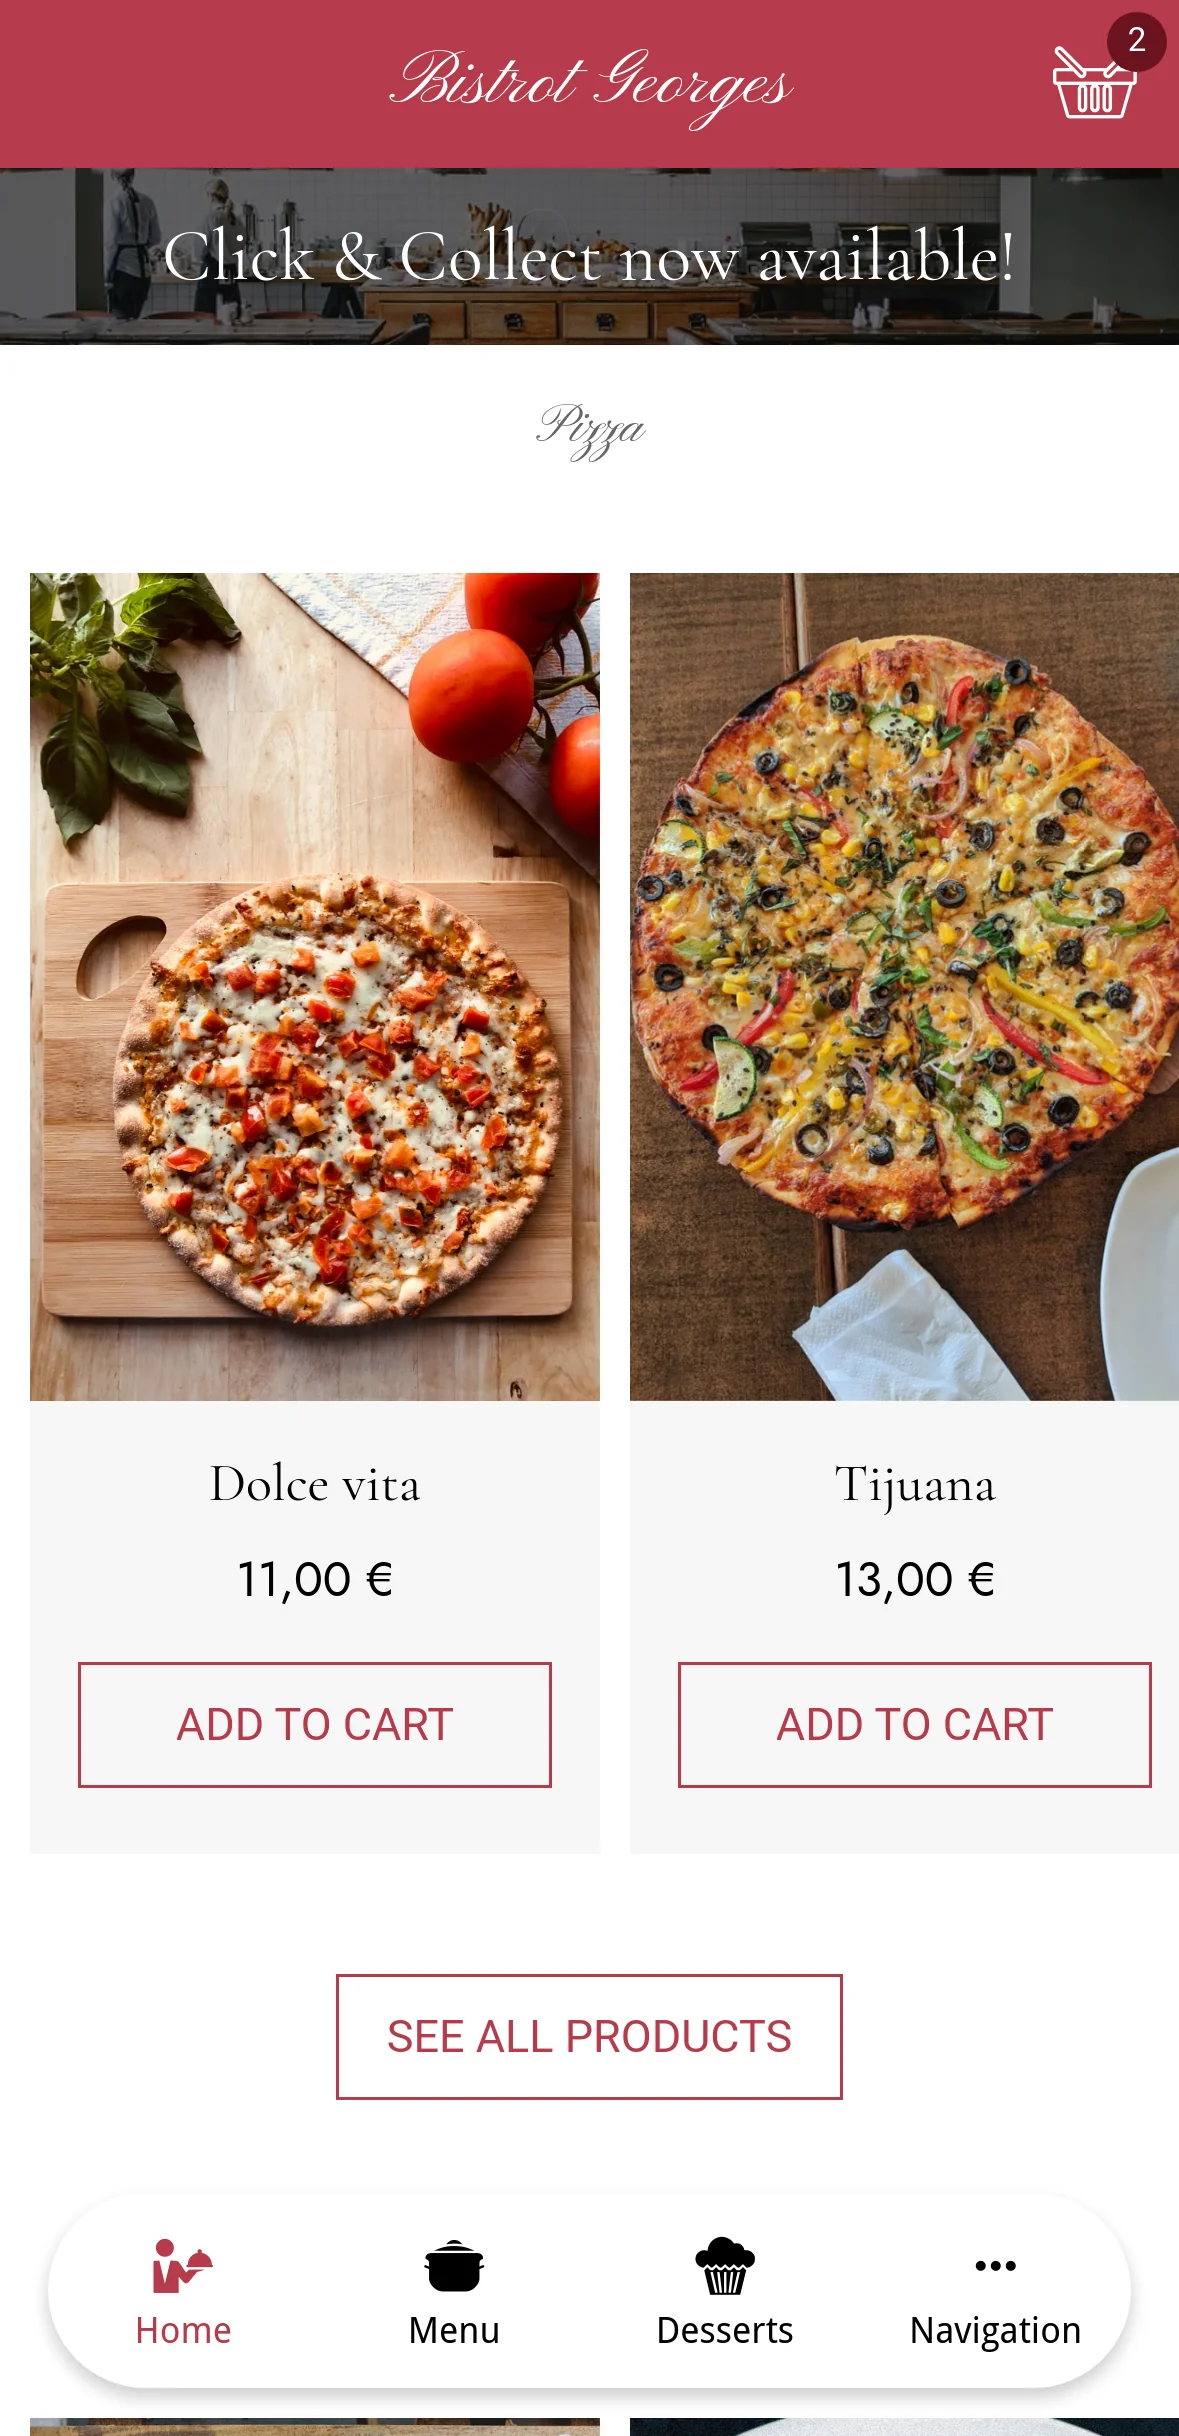 Bistrot Georges
2
Click & Collect now available!
Pizza
Dolce vita
11,00 €
ADD TO CART
Tijuana
13,00 €
ADD TO CART
SEE ALL PRODUCTS
Home
Menu
Desserts
Navigation